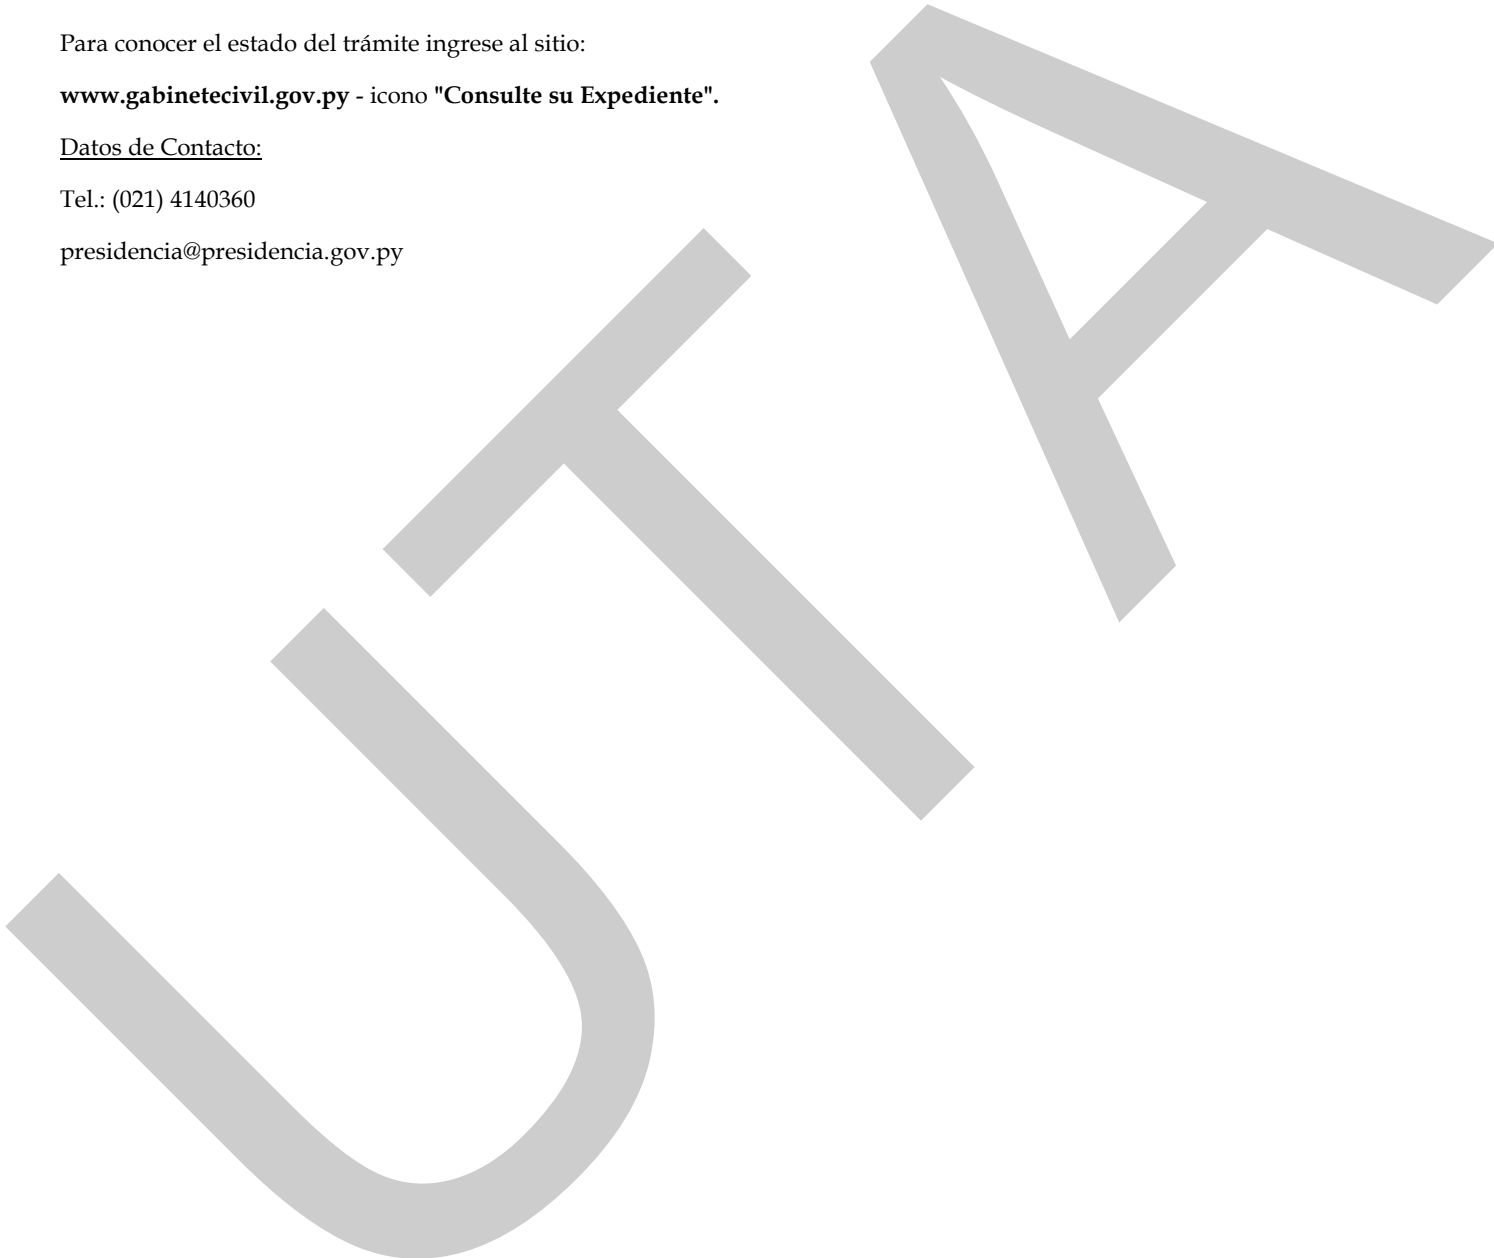 Para conocer el estado del trámite ingrese al sitio:
www.gabinetecivil.gov.py - icono "Consulte su Expediente".
Datos de Contacto:
Tel.: (021) 4140360
presidencia@presidencia.gov.py
UTA